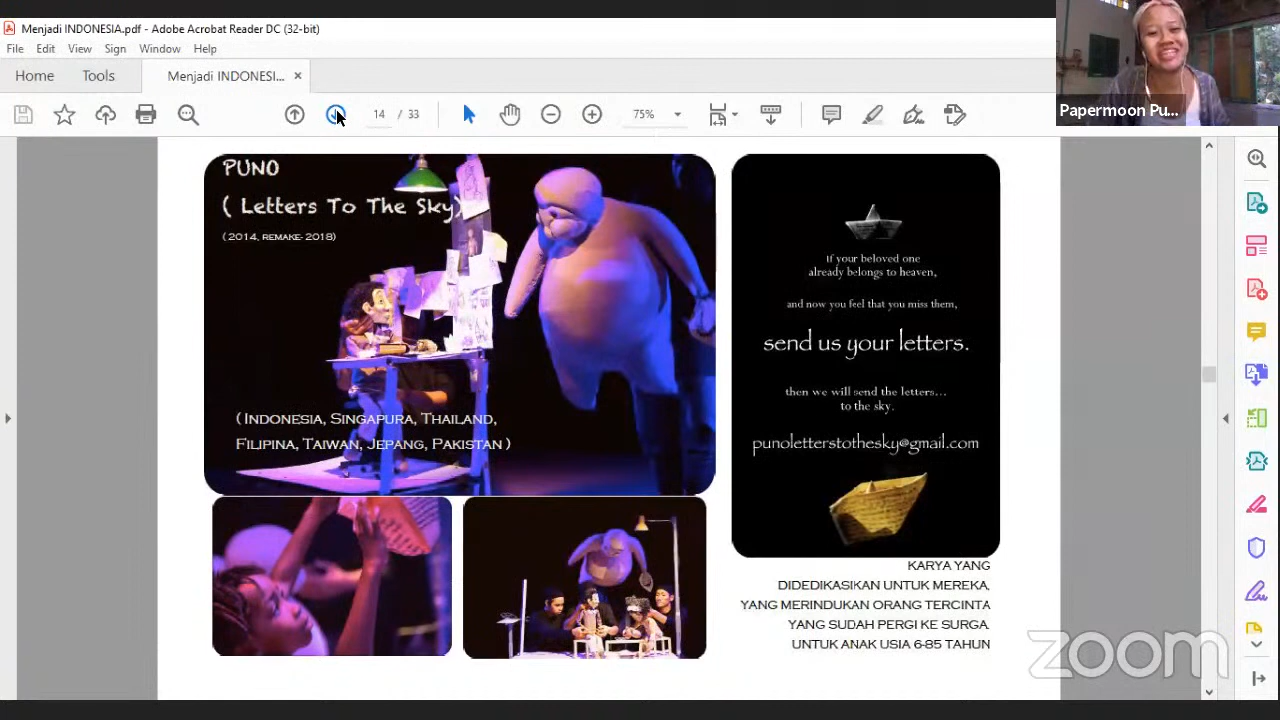 Menjadi INDONESIA.pdf - Adobe Acrobat Reader DC (32-bit)
File Edit View Sign Window Help
Home Tools Menjadi INDONESI... ×
14 / 33 75%
Papermoon Pu...
PUNO
( Letters To The Sky)
( 2014, REMAKE- 2018)
( INDONESIA, SINGAPURA, THAILAND,
FILIPINA, TAIWAN, JEPANG, PAKISTAN )
If your beloved one
already belongs to heaven,
and now you feel that you miss them,
send us your letters.
then we will send the letters...
to the sky.
punoletterstothesky@gmail.com
KARYA YANG
DIDEDIKASIKAN UNTUK MEREKA,
YANG MERINDUKAN ORANG TERCINTA
YANG SUDAH PERGI KE SURGA.
UNTUK ANAK USIA 6-85 TAHUN
zoom